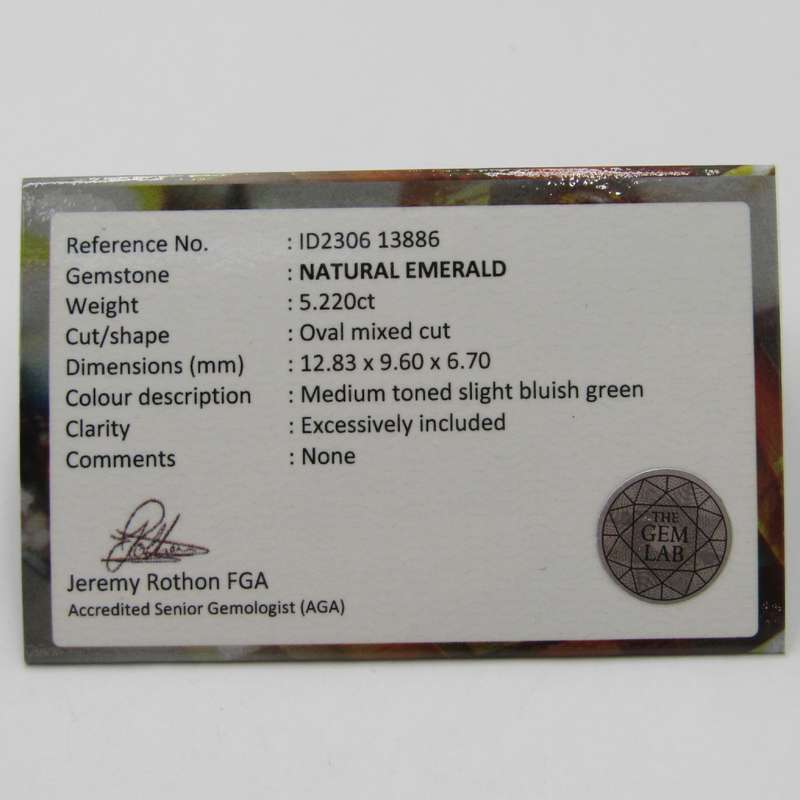 Reference No. : ID2306 13886
Gemstone : NATURAL EMERALD
Weight : 5.220ct
Cut/shape : Oval mixed cut
Dimensions (mm) : 12.83 x 9.60 x 6.70
Colour description : Medium toned slight bluish green
Clarity : Excessively included
Comments : None
Jeremy Rothon FGA
Accredited Senior Gemologist (AGA)
THE
GEM
LAB